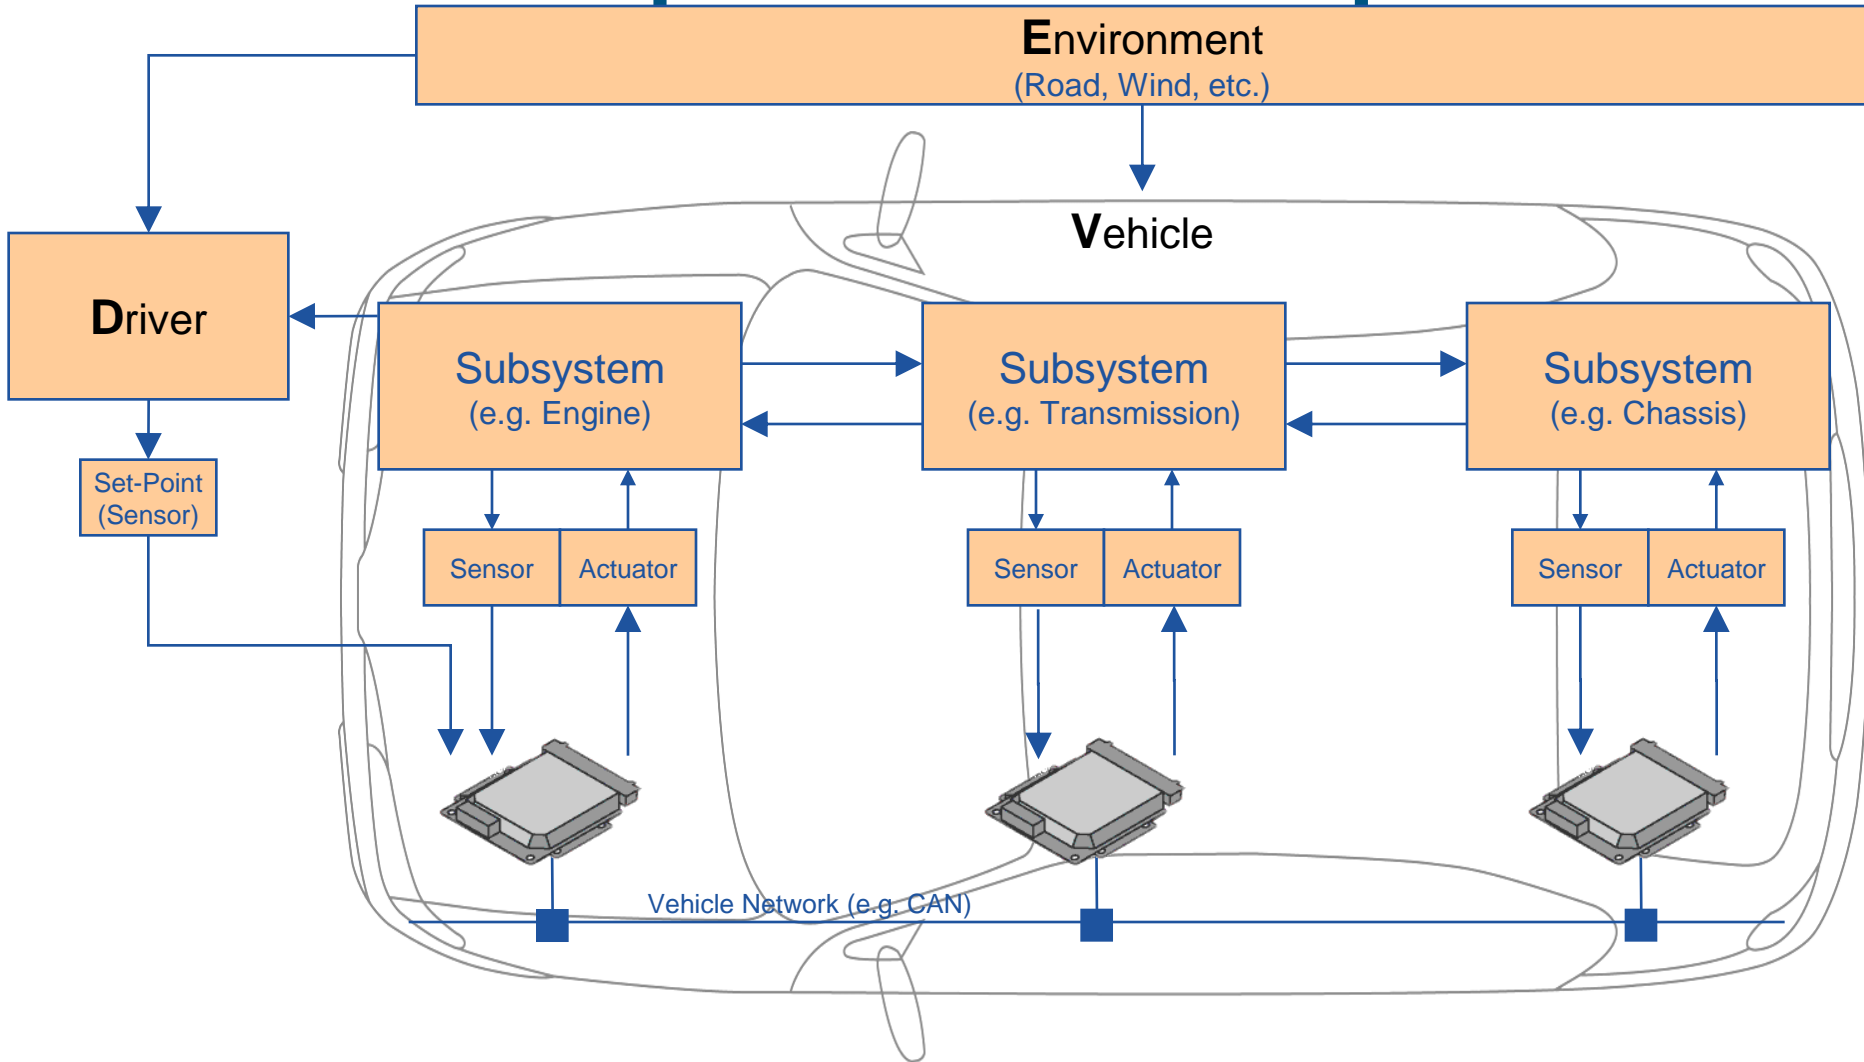 Environment
(Road, Wind, etc.)
Vehicle
Driver
Subsystem
(e.g. Engine)
Subsystem
(e.g. Transmission)
Subsystem
(e.g. Chassis)
Set-Point
(Sensor)
Sensor
Actuator
Sensor
Actuator
Sensor
Actuator
Vehicle Network (e.g. CAN)